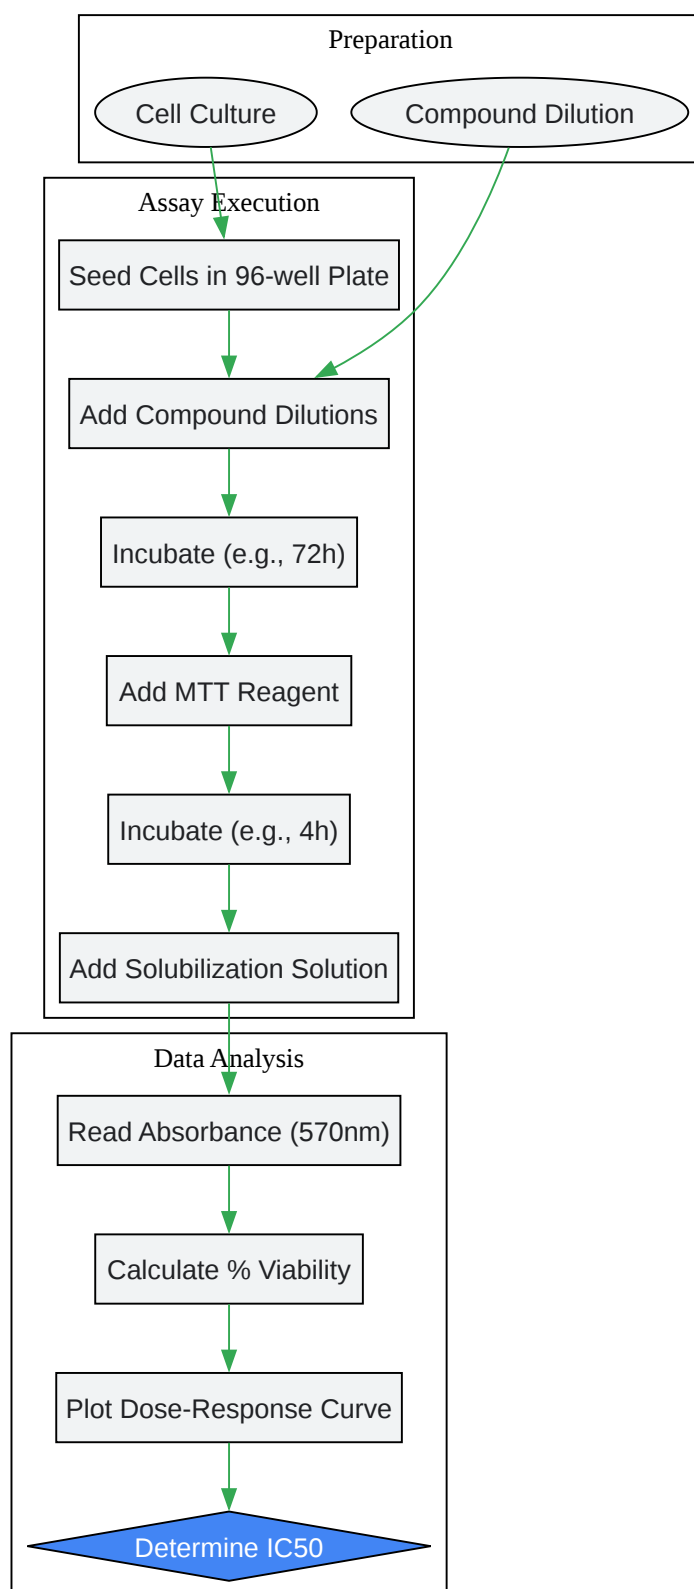 Preparation
Cell Culture
Compound Dilution
Assay Execution
Seed Cells in 96-well Plate
Add Compound Dilutions
Incubate (e.g., 72h)
Add MTT Reagent
Incubate (e.g., 4h)
Add Solubilization Solution
Data Analysis
Read Absorbance (570nm)
Calculate % Viability
Plot Dose-Response Curve
Determine IC50